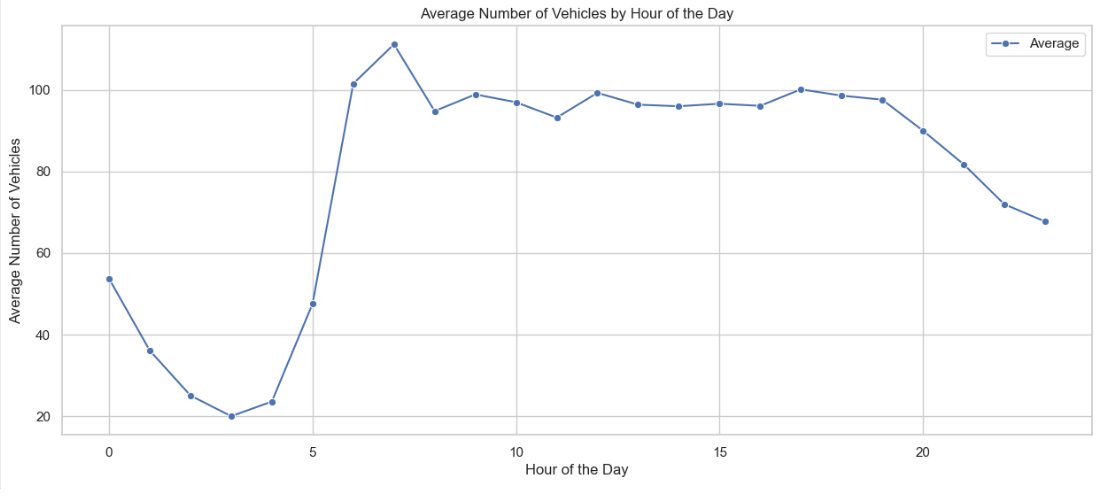 Average Number of Vehicles by Hour of the Day
Average
100
80
60
40
20
Average Number of Vehicles
0 5 10 15 20
Hour of the Day